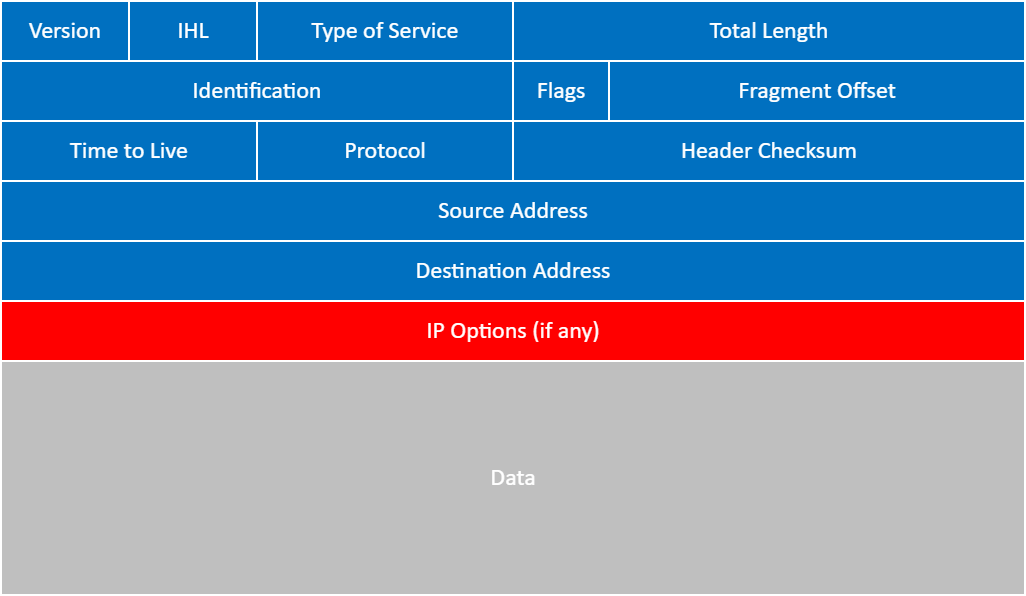 Version IHL Type of Service Total Length
Identification Flags Fragment Offset
Time to Live Protocol Header Checksum
Source Address
Destination Address
IP Options (if any)
Data